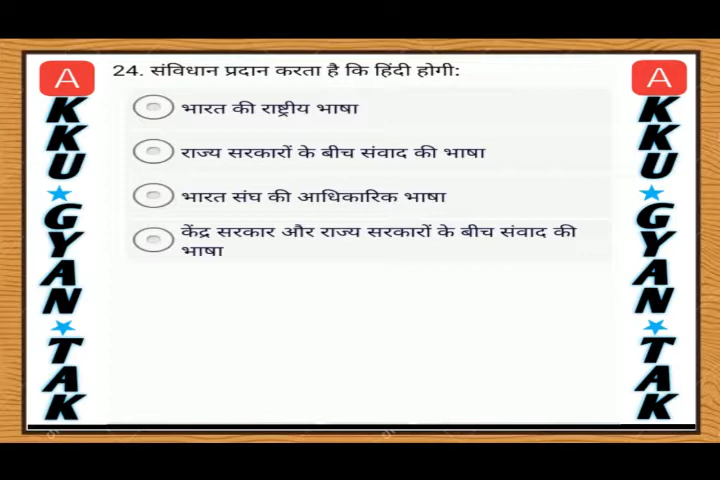 24. संविधान प्रदान करता है कि हिंदी होगी:
भारत की राष्ट्रीय भाषा
राज्य सरकारों के बीच संवाद की भाषा
भारत संघ की आधिकारिक भाषा
केंद्र सरकार और राज्य सरकारों के बीच संवाद की
भाषा
A
KKU
GYAN
TAK
A
KKU
GYAN
TAK